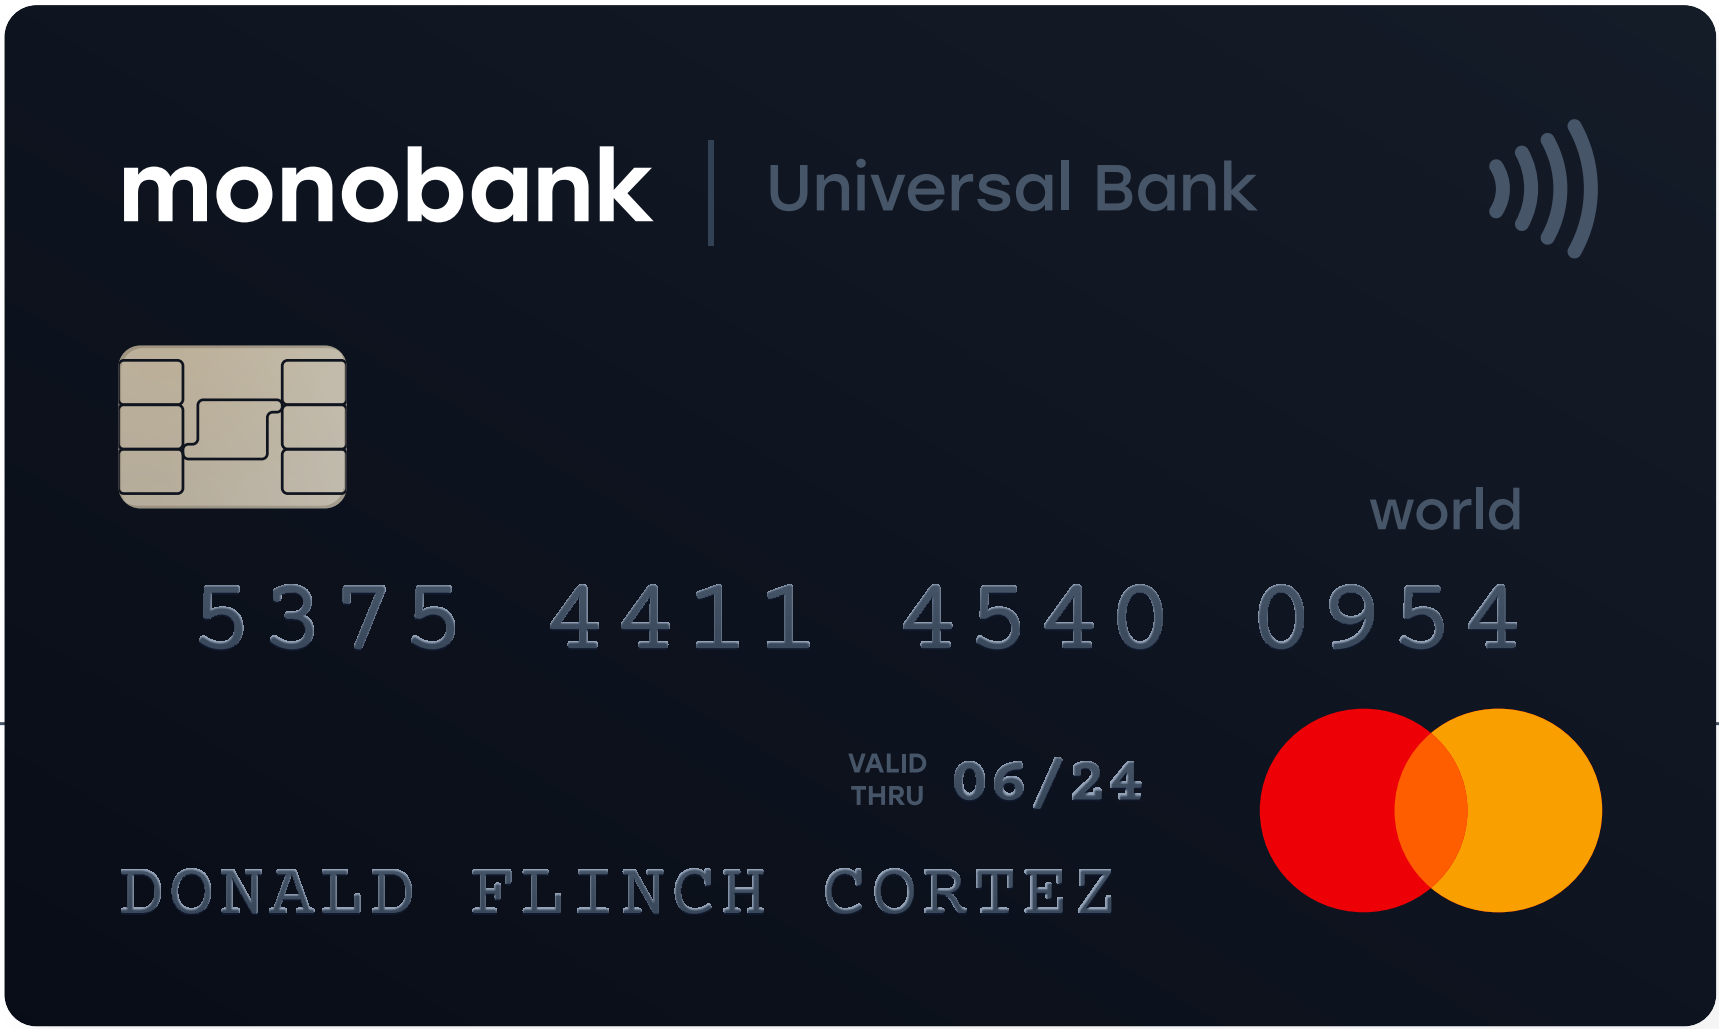 monobank | Universal Bank
world
5375 4411 4540 0954
VALID THRU 06/24
DONALD FLINCH CORTEZ